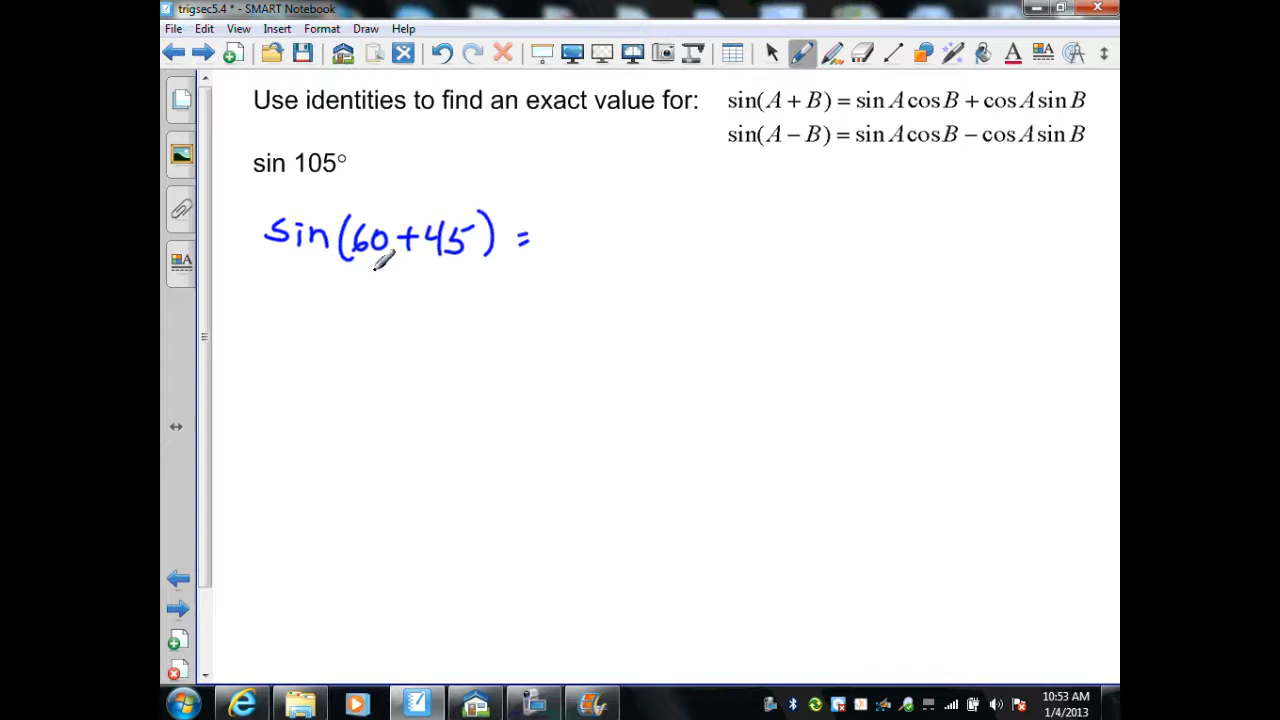 trigsec5.4 * - SMART Notebook
File Edit View Insert Format Draw Help
Use identities to find an exact value for:
sin(A + B) = sin A cos B + cos A sin B
sin(A − B) = sin A cos B − cos A sin B
sin 105°
sin(60+45) =
10:53 AM
1/4/2013